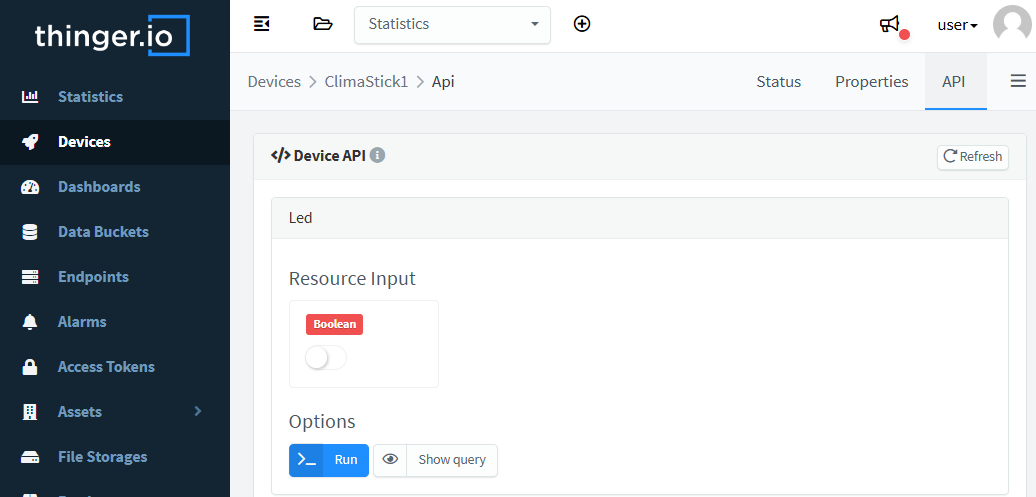 thinger.io
Statistics
user
Statistics
Devices
Dashboards
Data Buckets
Endpoints
Alarms
Access Tokens
Assets
File Storages
Devices > ClimaStick1 > Api
Status
Properties
API
</> Device API
Refresh
Led
Resource Input
Boolean
Options
Run
Show query